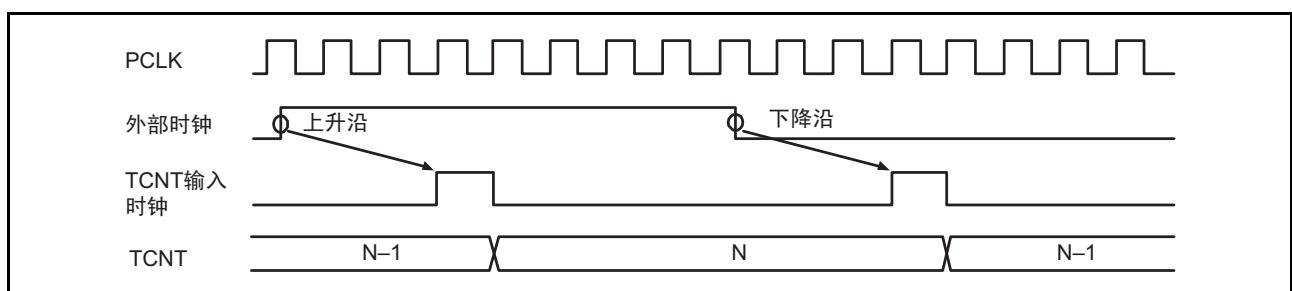 PCLK
外部时钟
上升沿
下降沿
TCNT输入
时钟
TCNT
N–1
N
N–1